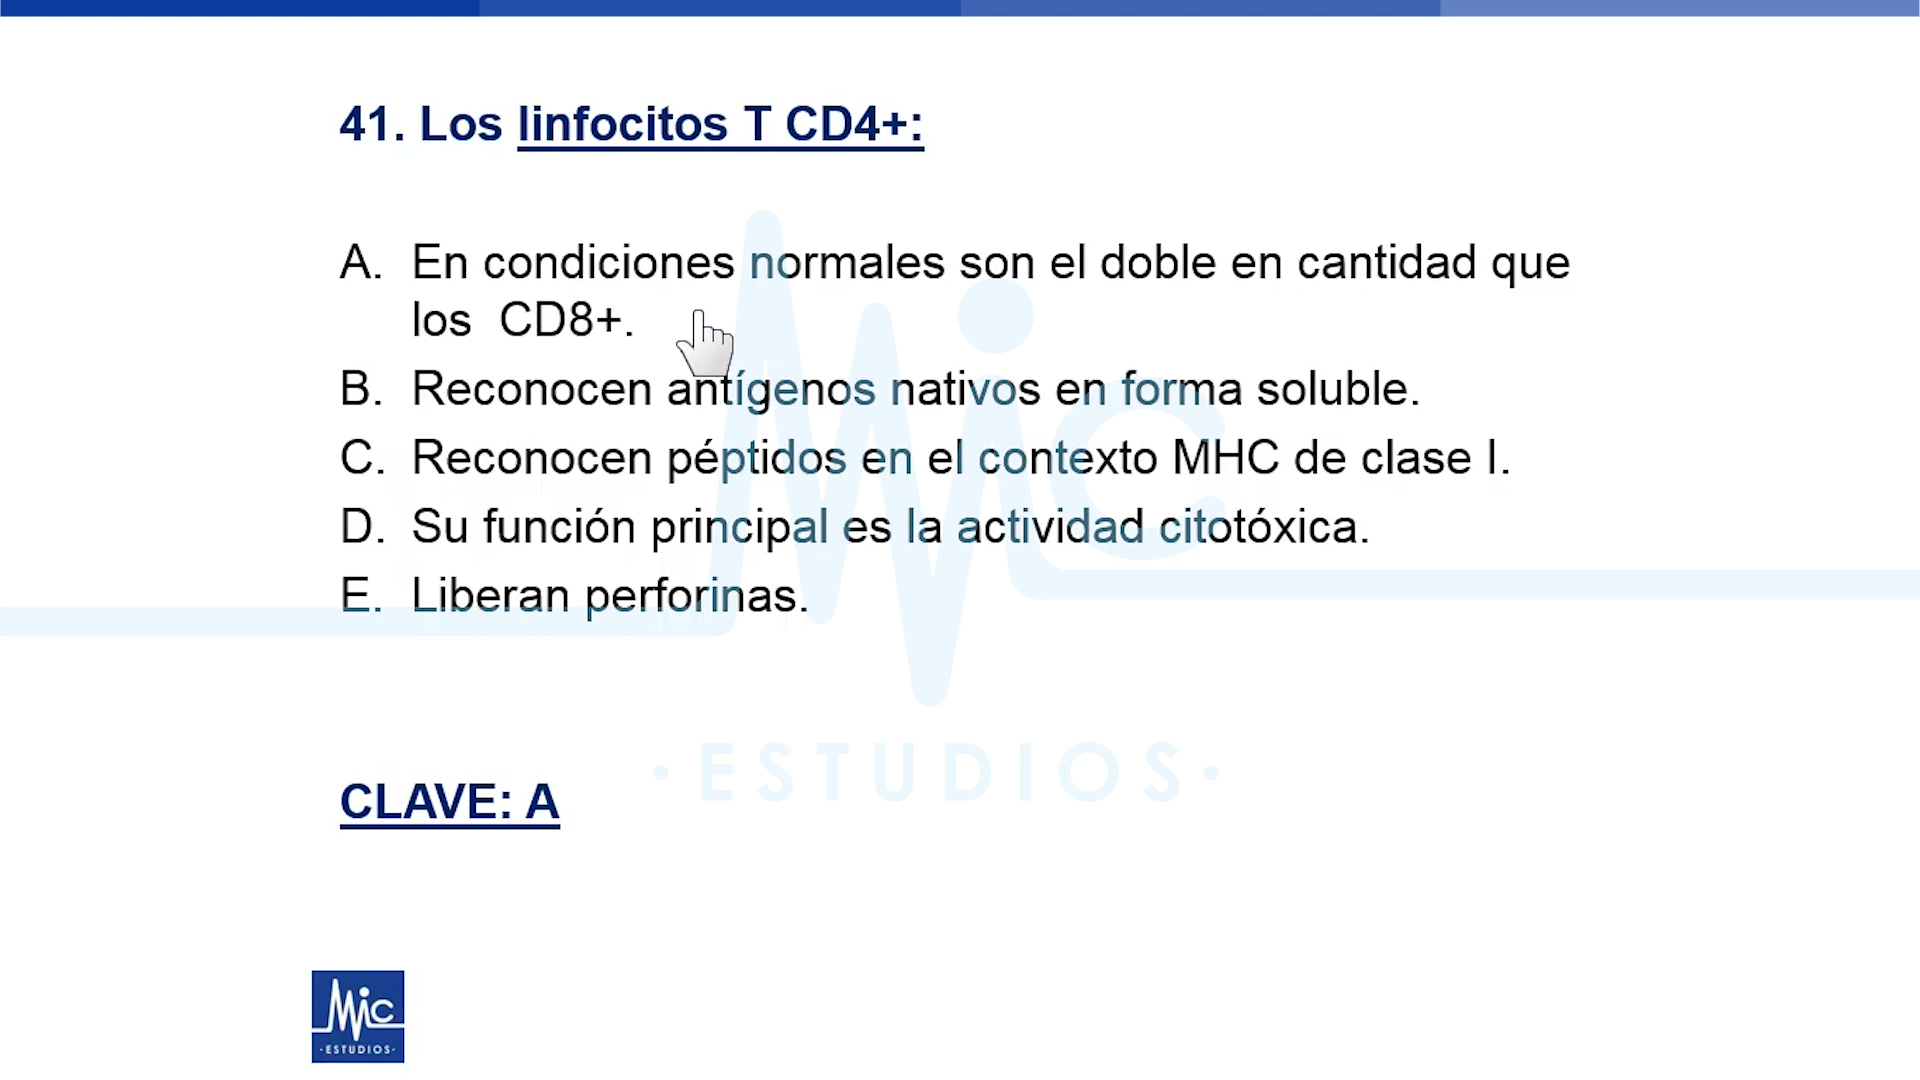 41. Los linfocitos T CD4+:
A. En condiciones normales son el doble en cantidad que
los CD8+.
B. Reconocen antígenos nativos en forma soluble.
C. Reconocen péptidos en el contexto MHC de clase I.
D. Su función principal es la actividad citotóxica.
E. Liberan perforinas.
Mic
·ESTUDIOS·
CLAVE: A
Mic
·ESTUDIOS·